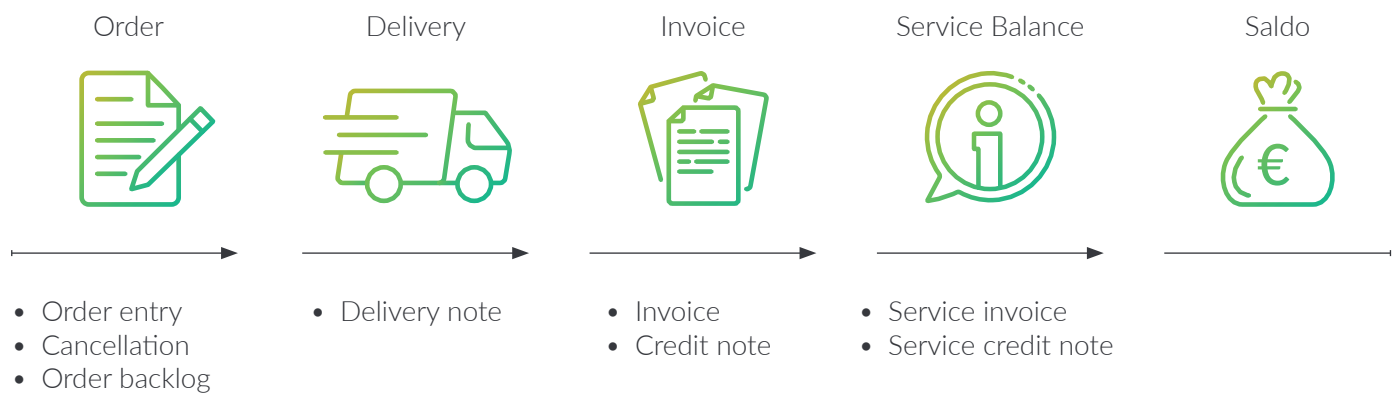 Order
Delivery
Invoice
Service Balance
Saldo
€
• Order entry
• Cancellation
• Order backlog
• Delivery note
• Invoice
• Credit note
• Service invoice
• Service credit note